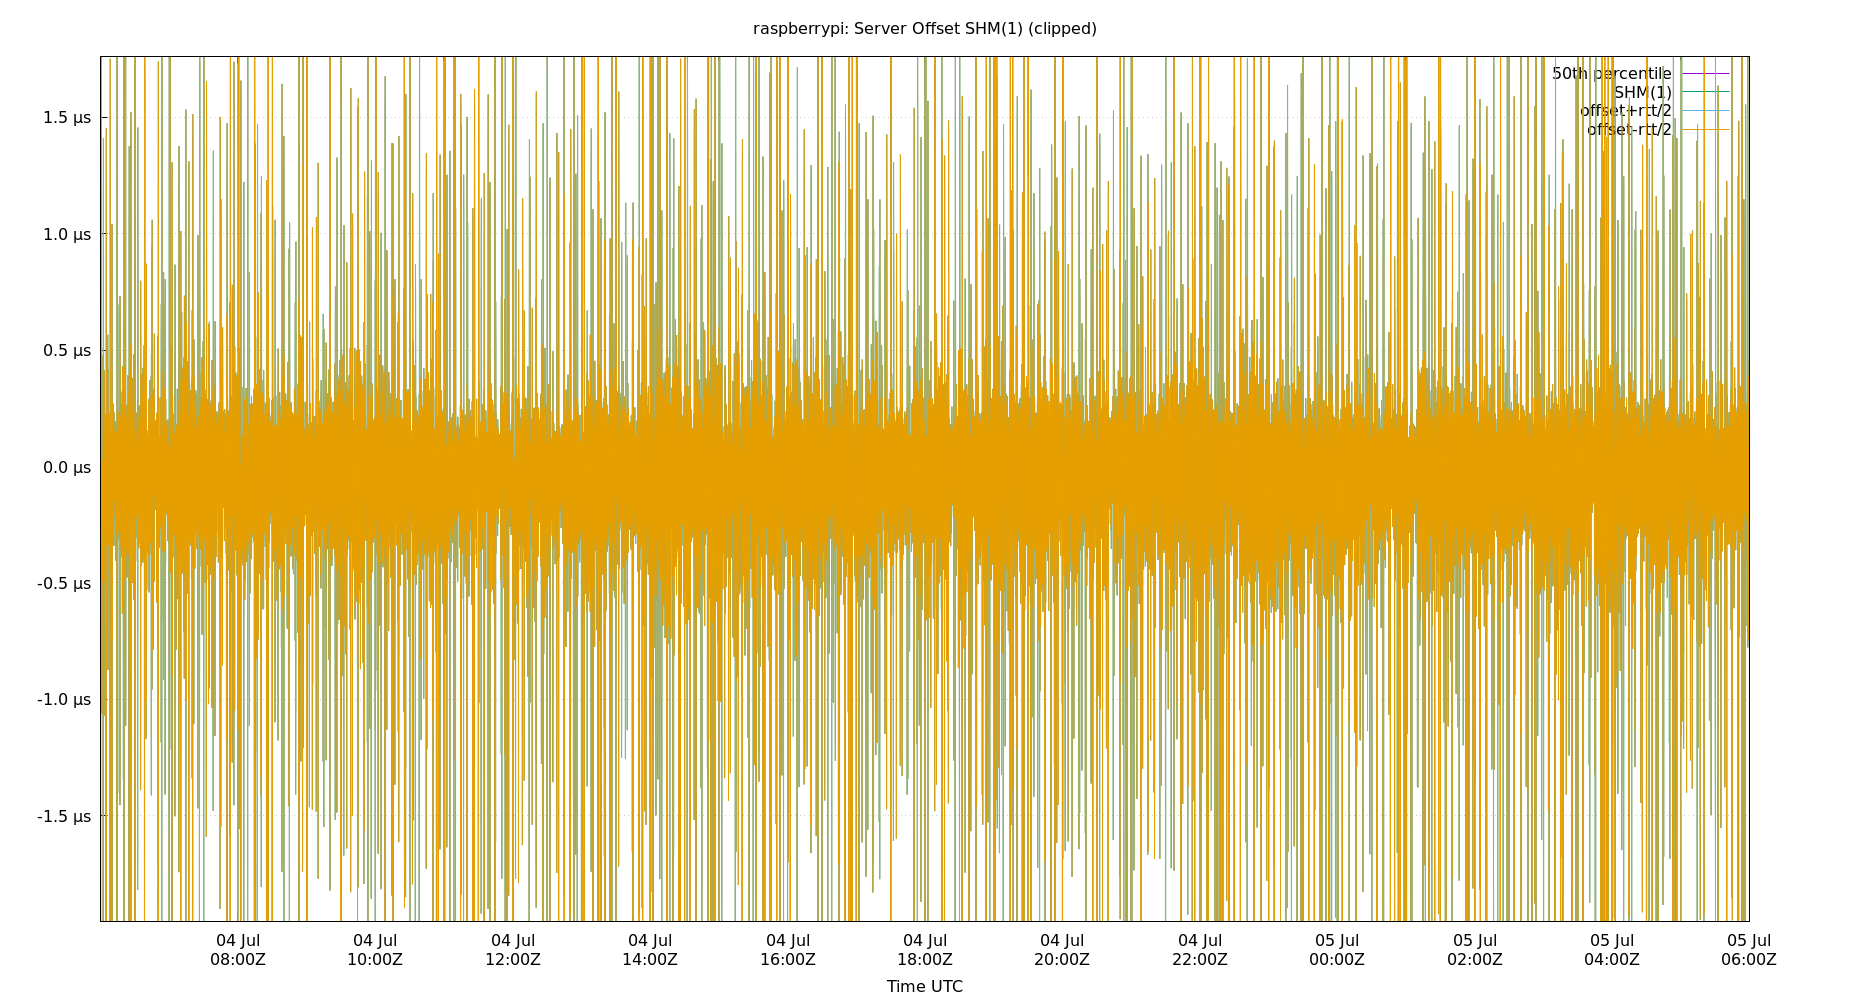 raspberrypi: Server Offset SHM(1) (clipped)
50th percentile
SHM(1)
offset+rtt/2
offset-rtt/2
1.5 µs
1.0 µs
0.5 µs
0.0 µs
-0.5 µs
-1.0 µs
-1.5 µs
04 Jul 04 Jul 04 Jul 04 Jul 04 Jul 04 Jul 04 Jul 04 Jul 05 Jul 05 Jul 05 Jul 05 Jul
08:00Z 10:00Z 12:00Z 14:00Z 16:00Z 18:00Z 20:00Z 22:00Z 00:00Z 02:00Z 04:00Z 06:00Z
Time UTC